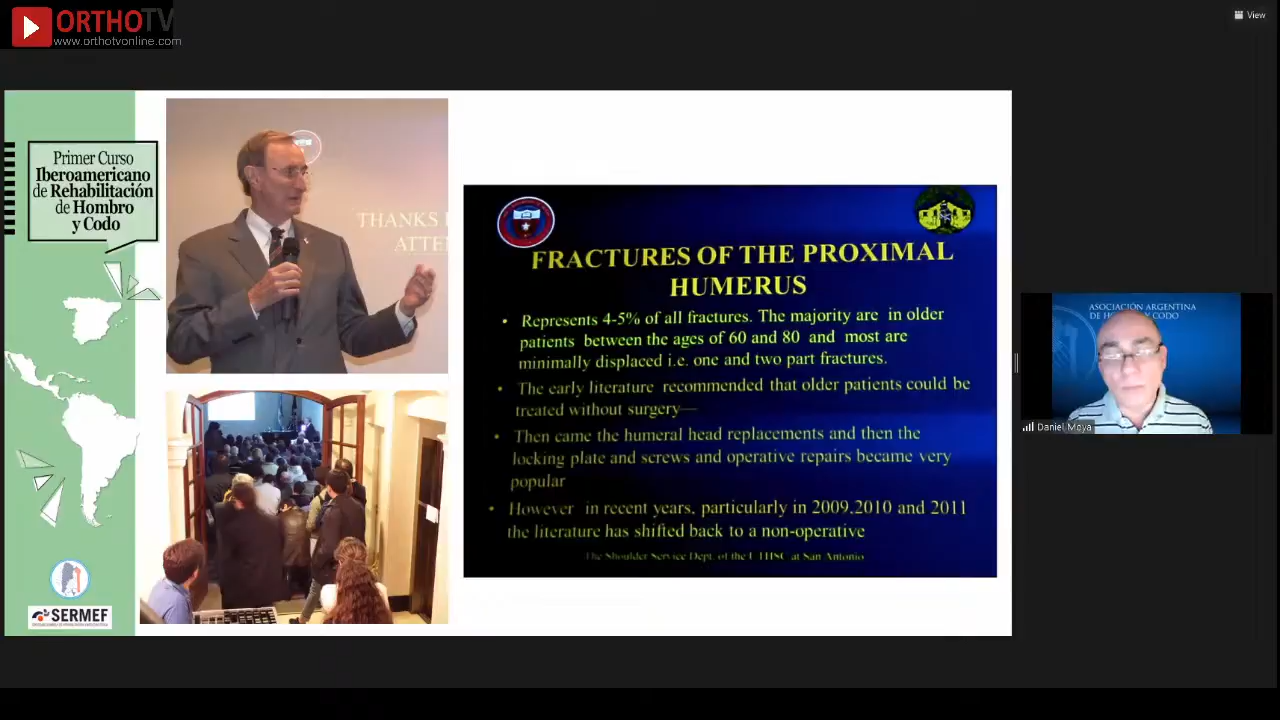 ORTHOTV
www.orthotvonline.com
View
Primer Curso
Iberoamericano
de Rehabilitación
de Hombro
y Codo
SERMEF
THANKS
ATTE
FRACTURES OF THE PROXIMAL
HUMERUS
• Represents 4-5% of all fractures. The majority are in older
patients between the ages of 60 and 80 and most are
minimally displaced i.e. one and two part fractures.
• The early literature recommended that older patients could be
treated without surgery—
• Then came the humeral head replacements and then the
locking plate and screws and operative repairs became very
popular
• However in recent years, particularly in 2009.2010 and 2011
the literature has shifted back to a non-operative
The Shoulder Service Dept. of the UTHSC at San Antonio
ASOCIACIÓN ARGENTINA
DE HOMBRO Y CODO
Daniel Moya